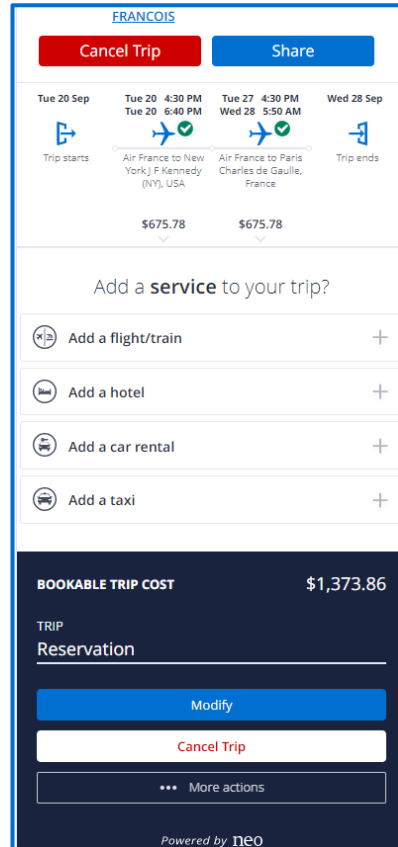 FRANCOIS
Cancel Trip Share
Tue 20 Sep Tue 20 4:30 PM Tue 27 4:30 PM Wed 28 Sep
Tue 20 6:40 PM Wed 28 5:50 AM
Trip starts Air France to New Air France to Paris Trip ends
York J F Kennedy Charles de Gaulle,
(NY), USA France
$675.78 $675.78
Add a service to your trip?
Add a flight/train
Add a hotel
Add a car rental
Add a taxi
BOOKABLE TRIP COST $1,373.86
TRIP
Reservation
Modify
Cancel Trip
••• More actions
Powered by neo